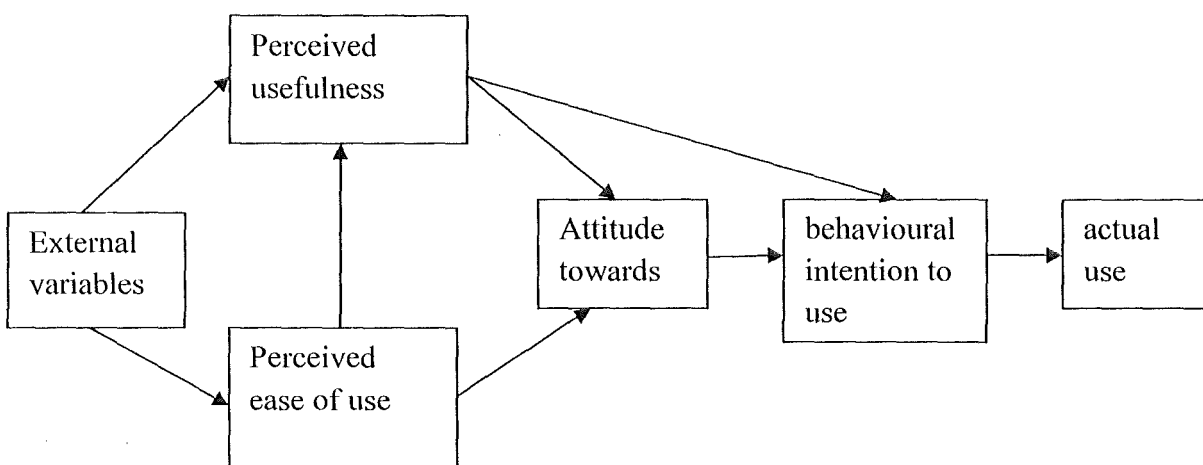 Perceived
usefulness
External
variables
Attitude
towards
behavioural
intention to
use
actual
use
Perceived
ease of use